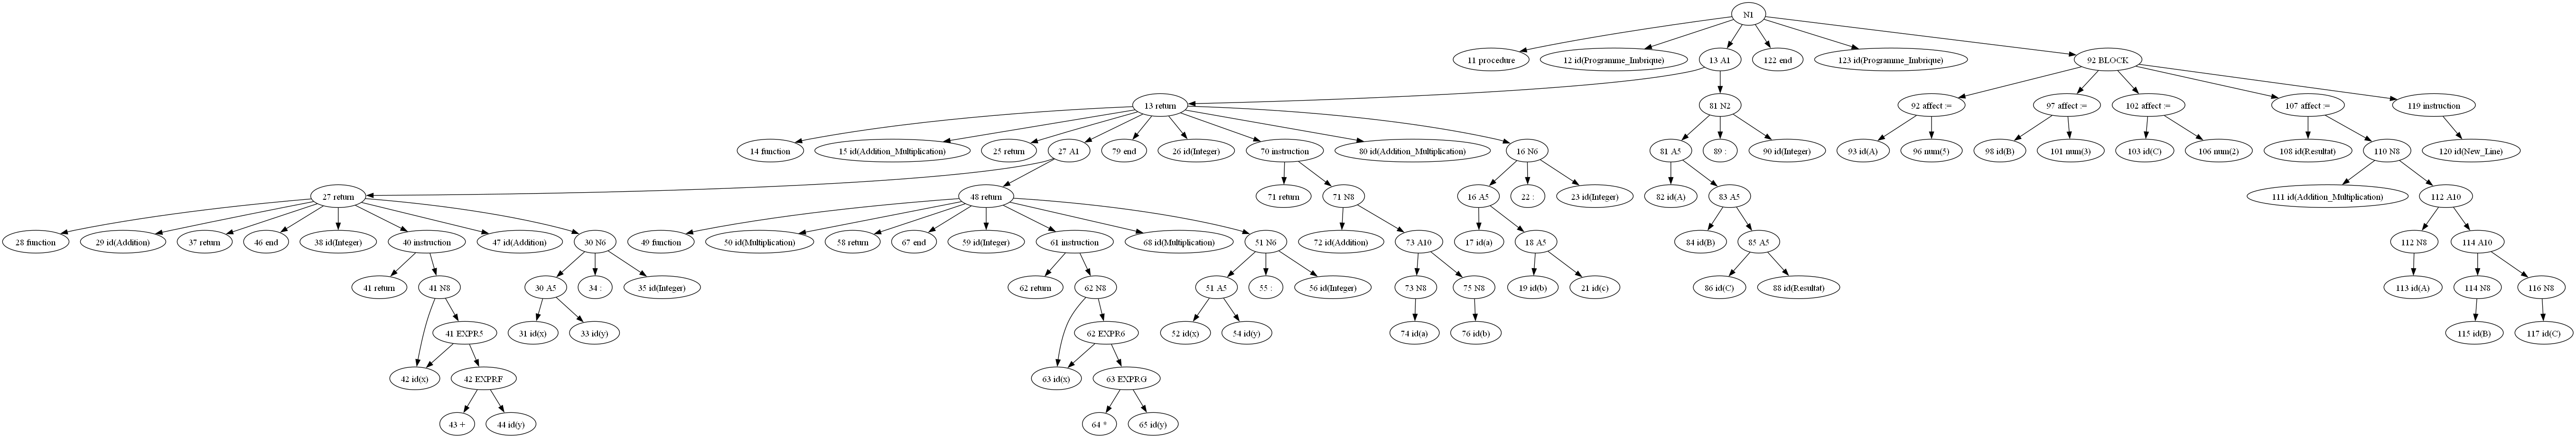 N1
11 procedure
12 id(Programme_Imbrique)
13 A1
122 end
123 id(Programme_Imbrique)
92 BLOCK
13 return
81 N2
92 affect :=
97 affect :=
102 affect :=
107 affect :=
119 instruction
14 function
15 id(Addition_Multiplication)
25 return
27 A1
79 end
26 id(Integer)
70 instruction
80 id(Addition_Multiplication)
16 N6
81 A5
89 :
90 id(Integer)
93 id(A)
96 num(5)
98 id(B)
101 num(3)
103 id(C)
106 num(2)
108 id(Resultat)
110 N8
120 id(New_Line)
27 return
48 return
71 return
71 N8
16 A5
22 :
23 id(Integer)
82 id(A)
83 A5
111 id(Addition_Multiplication)
112 A10
28 function
29 id(Addition)
37 return
46 end
38 id(Integer)
40 instruction
47 id(Addition)
30 N6
49 function
50 id(Multiplication)
58 return
67 end
59 id(Integer)
61 instruction
68 id(Multiplication)
51 N6
72 id(Addition)
73 A10
17 id(a)
18 A5
84 id(B)
85 A5
112 N8
114 A10
41 return
41 N8
30 A5
34 :
35 id(Integer)
62 return
62 N8
51 A5
55 :
56 id(Integer)
73 N8
75 N8
19 id(b)
21 id(c)
86 id(C)
88 id(Resultat)
113 id(A)
114 N8
116 N8
41 EXPR5
31 id(x)
33 id(y)
62 EXPR6
52 id(x)
54 id(y)
74 id(a)
76 id(b)
115 id(B)
117 id(C)
42 id(x)
42 EXPRF
63 id(x)
63 EXPRG
43 +
44 id(y)
64 *
65 id(y)